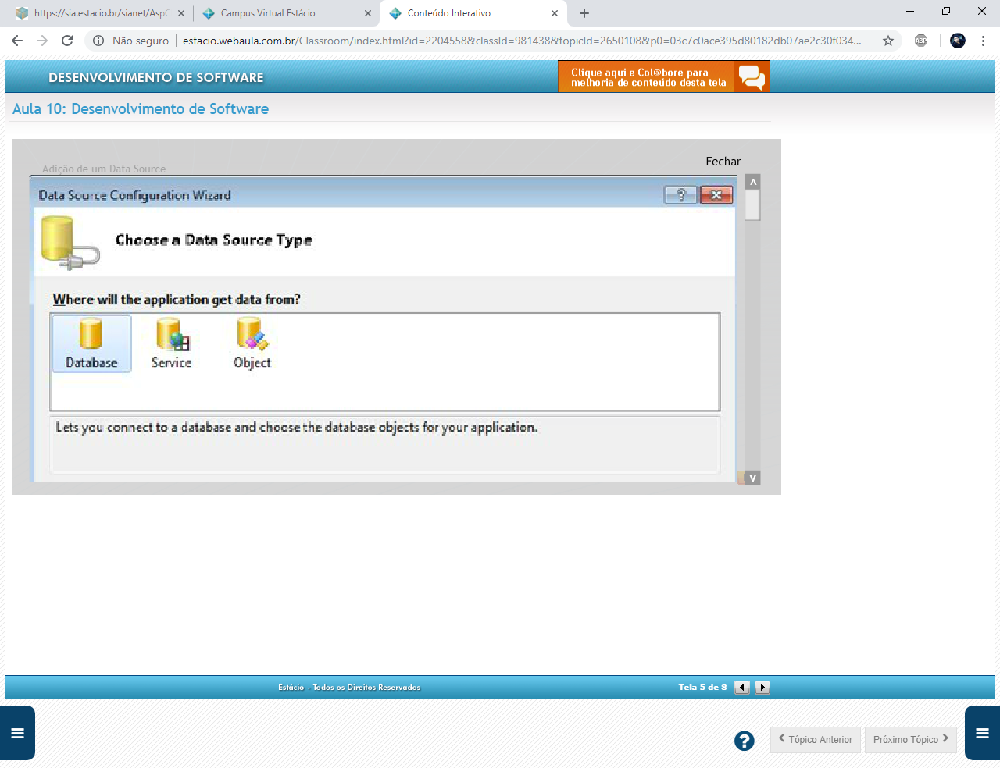 https://sia.estacio.br/sianet/Asp
Campus Virtual Estácio
Conteúdo Interativo
Não seguro
estacio.webaula.com.br/Classroom/index.html?id=2204558&classId=981438&topicId=2650108&p0=03c7c0ace395d80182db07ae2c30f034...
ABP
DESENVOLVIMENTO DE SOFTWARE
Clique aqui e Col@bore para
melhoria de conteúdo desta tela
Aula 10: Desenvolvimento de Software
Fechar
Adição de um Data Source
Data Source Configuration Wizard
?
Choose a Data Source Type
Where will the application get data from?
Database
Service
Object
Lets you connect to a database and choose the database objects for your application.
Estácio - Todos os Direitos Reservados
Tela 5 de 8
?
Tópico Anterior
Próximo Tópico